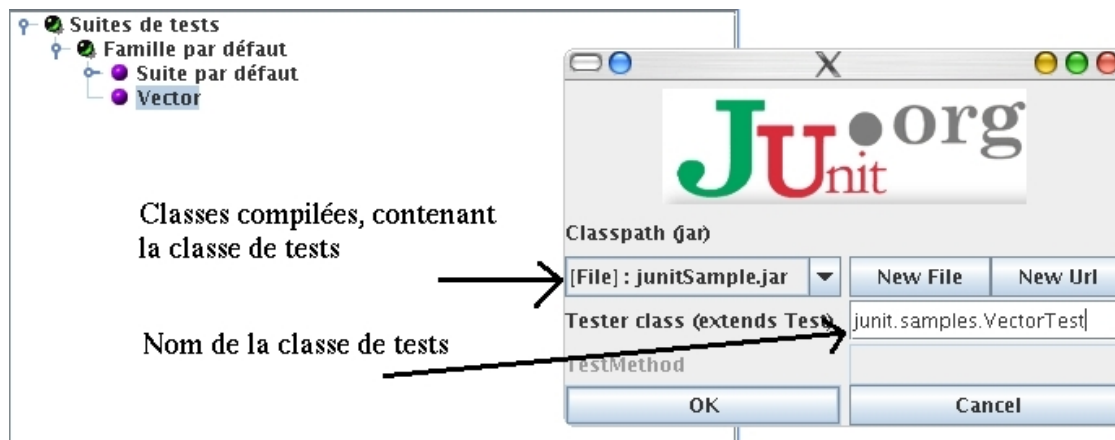 Suites de tests
Famille par défaut
Suite par défaut
Vector
JUnit.org
Classes compilées, contenant
la classe de tests
Classpath (jar)
[File] : junitSample.jar
New File
New Url
Tester class (extends Test)
junit.samples.VectorTest
Nom de la classe de tests
TestMethod
OK
Cancel